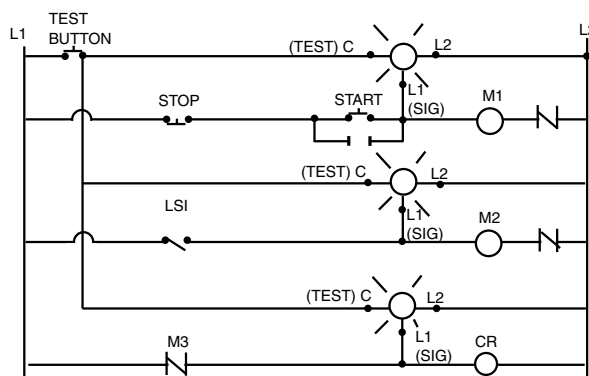 TEST
BUTTON
L1
L2
(TEST) C
L2
L1
(SIG)
STOP
START
M1
(TEST) C
L2
L1
(SIG)
LSI
M2
(TEST) C
L2
L1
(SIG)
M3
CR